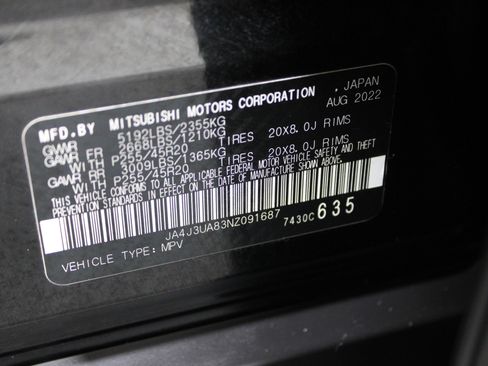 MFD.BY MITSUBISHI MOTORS CORPORATION , JAPAN
GVWR 5192LBS/2355KG AUG 2022
GAWR FR 2668LBS/1210KG
WITH P255/45R20 TIRES 20X8.0J RIMS
GAWR RR 3009LBS/1365KG
WITH P255/45R20 TIRES 20X8.0J RIMS
THIS VEHICLE CONFORMS TO ALL APPLICABLE FEDERAL MOTOR VEHICLE SAFETY AND THEFT
PREVENTION STANDARDS IN EFFECT ON THE DATE OF MANUFACTURE SHOWN ABOVE.
JA4J3UA83NZ091687 7430C 635
VEHICLE TYPE: MPV